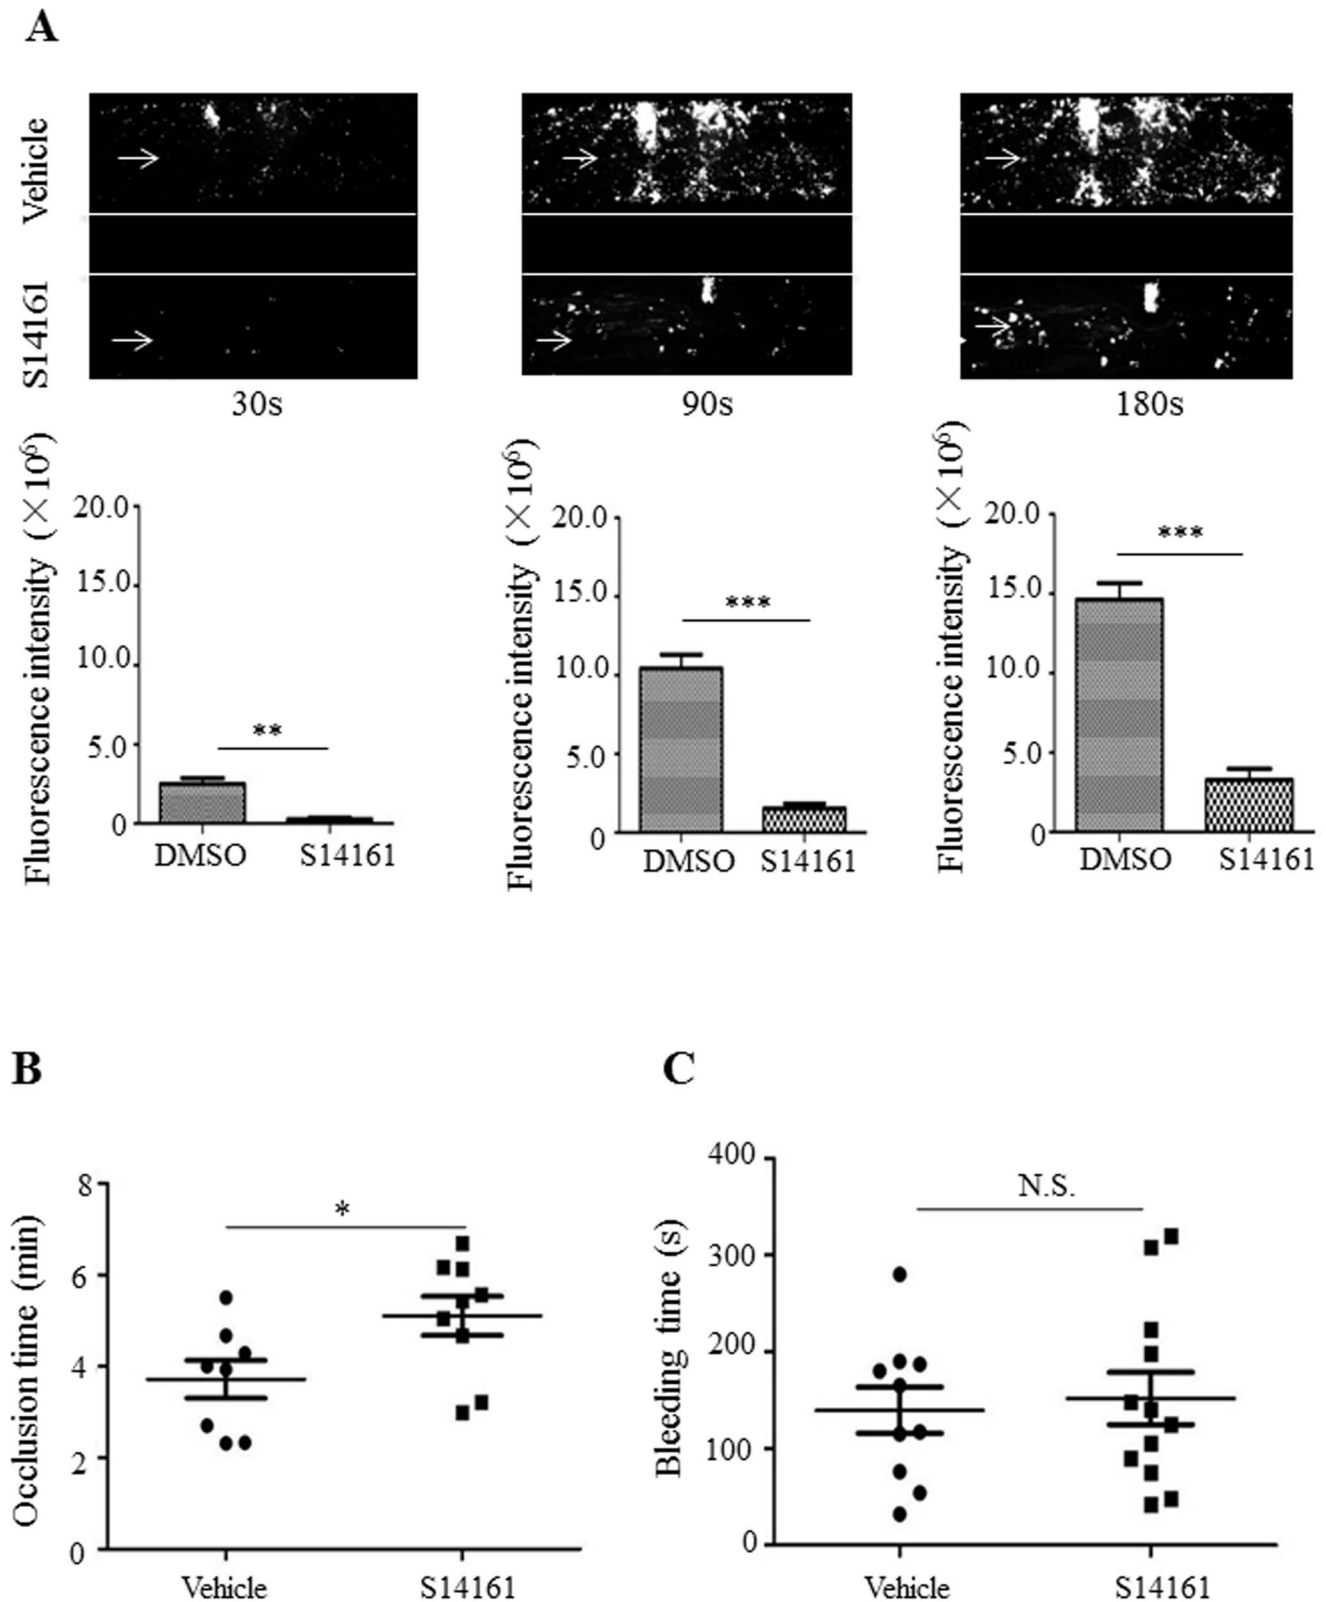 A
Vehicle
S14161
30s
90s
180s
Fluorescence intensity (×10⁶)
20.0
15.0
10.0
5.0
0
**
DMSO
S14161
Fluorescence intensity (×10⁶)
20.0
15.0
10.0
5.0
0
***
DMSO
S14161
Fluorescence intensity (×10⁶)
20.0
15.0
10.0
5.0
0
***
DMSO
S14161
B
Occlusion time (min)
8
6
4
2
0
*
Vehicle
S14161
C
Bleeding time (s)
400
300
200
100
0
N.S.
Vehicle
S14161